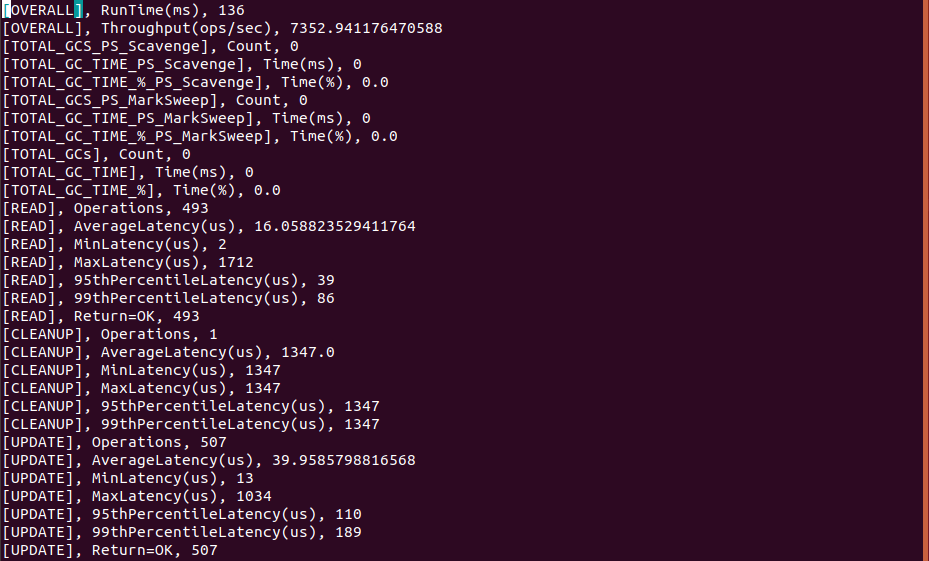 [OVERALL], RunTime(ms), 136
[OVERALL], Throughput(ops/sec), 7352.941176470588
[TOTAL_GCS_PS_Scavenge], Count, 0
[TOTAL_GC_TIME_PS_Scavenge], Time(ms), 0
[TOTAL_GC_TIME_%_PS_Scavenge], Time(%), 0.0
[TOTAL_GCS_PS_MarkSweep], Count, 0
[TOTAL_GC_TIME_PS_MarkSweep], Time(ms), 0
[TOTAL_GC_TIME_%_PS_MarkSweep], Time(%), 0.0
[TOTAL_GCs], Count, 0
[TOTAL_GC_TIME], Time(ms), 0
[TOTAL_GC_TIME_%], Time(%), 0.0
[READ], Operations, 493
[READ], AverageLatency(us), 16.058823529411764
[READ], MinLatency(us), 2
[READ], MaxLatency(us), 1712
[READ], 95thPercentileLatency(us), 39
[READ], 99thPercentileLatency(us), 86
[READ], Return=OK, 493
[CLEANUP], Operations, 1
[CLEANUP], AverageLatency(us), 1347.0
[CLEANUP], MinLatency(us), 1347
[CLEANUP], MaxLatency(us), 1347
[CLEANUP], 95thPercentileLatency(us), 1347
[CLEANUP], 99thPercentileLatency(us), 1347
[UPDATE], Operations, 507
[UPDATE], AverageLatency(us), 39.9585798816568
[UPDATE], MinLatency(us), 13
[UPDATE], MaxLatency(us), 1034
[UPDATE], 95thPercentileLatency(us), 110
[UPDATE], 99thPercentileLatency(us), 189
[UPDATE], Return=OK, 507